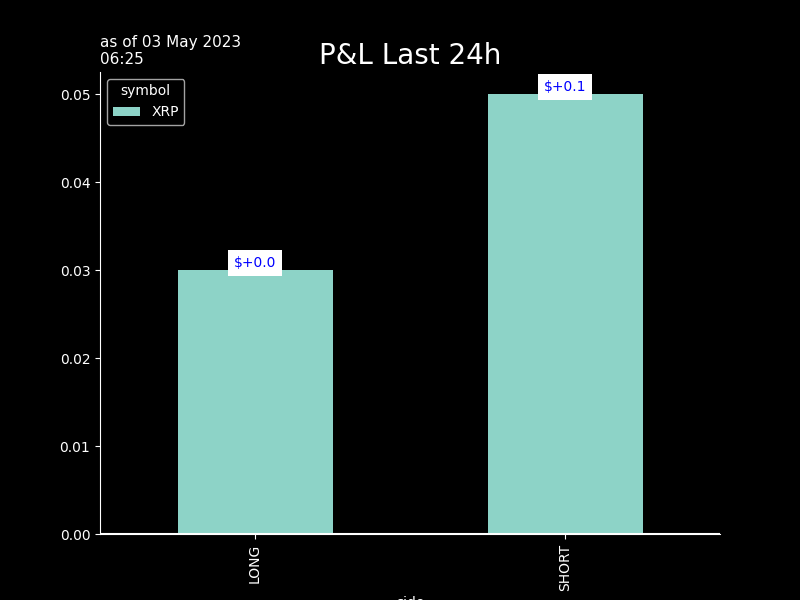 as of 03 May 2023
06:25
P&L Last 24h
symbol
XRP
0.05
0.04
0.03
0.02
0.01
0.00
$+0.0
$+0.1
LONG
SHORT
side